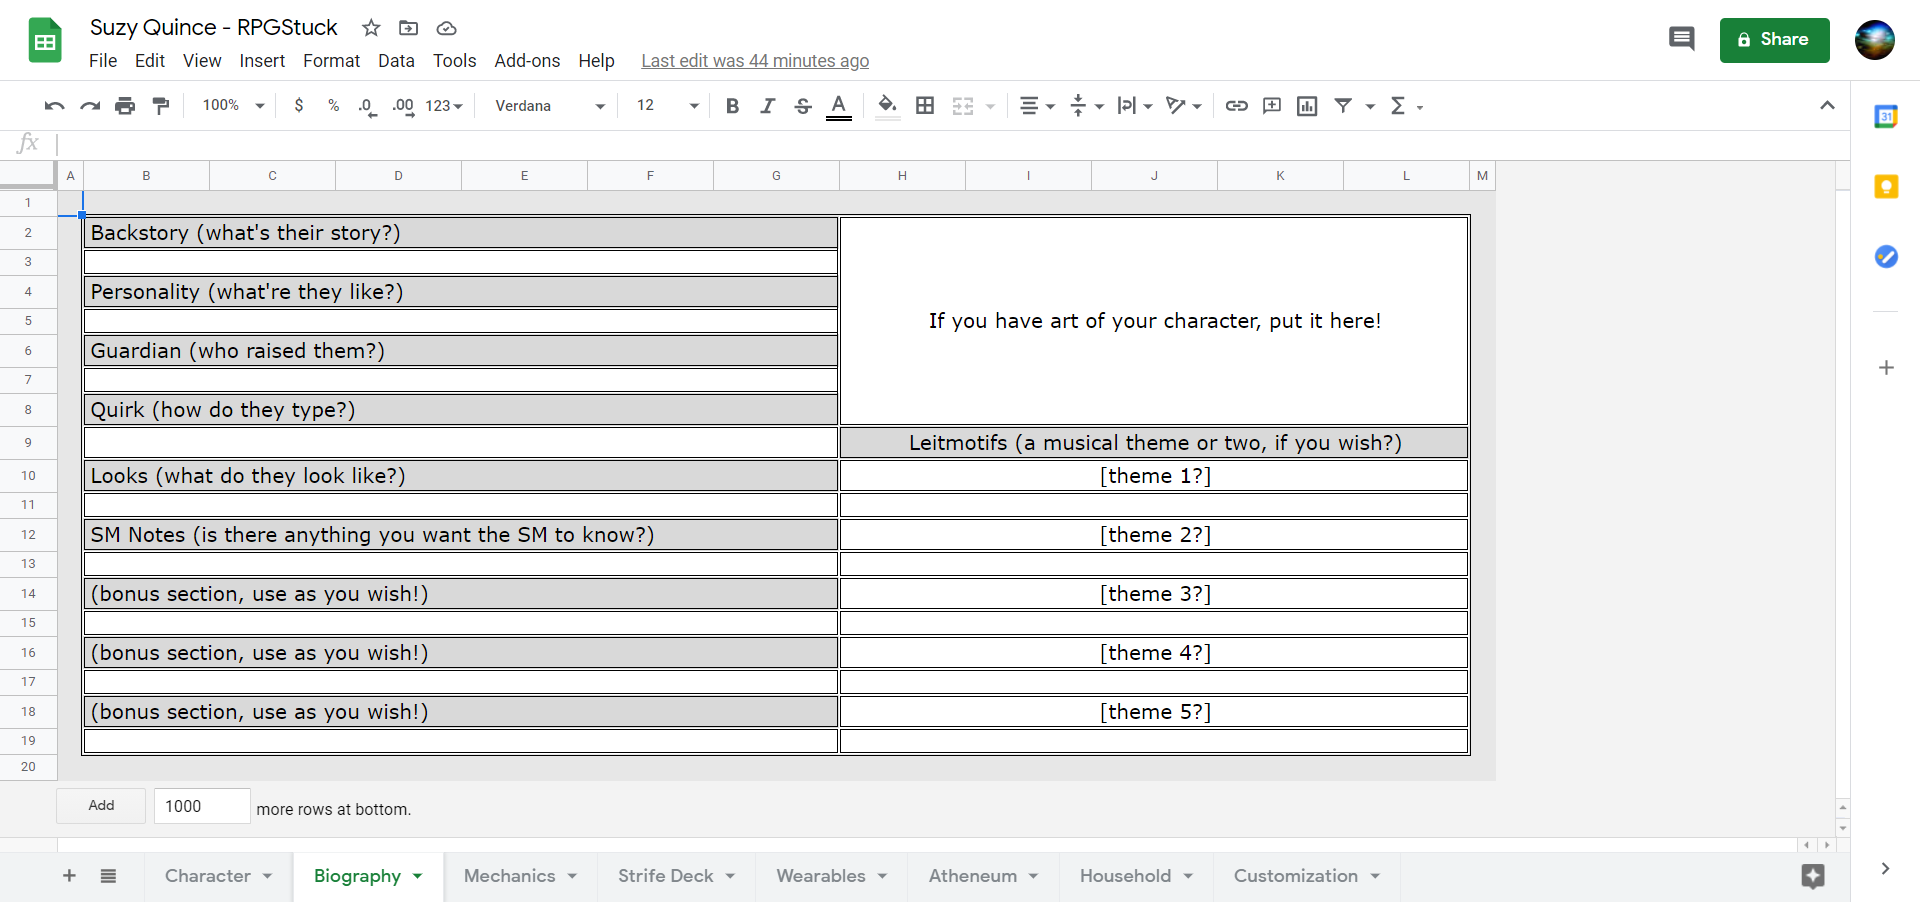 Suzy Quince - RPGStuck
File Edit View Insert Format Data Tools Add-ons Help Last edit was 44 minutes ago
Share
100% $ % .0 .00 123 Verdana 12 B I S A Σ
31
fx
A B C D E F G H I J K L M
1
2 Backstory (what's their story?)
3
If you have art of your character, put it here!
4 Personality (what're they like?)
5
6 Guardian (who raised them?)
7
8 Quirk (how do they type?)
9 Leitmotifs (a musical theme or two, if you wish?)
10 Looks (what do they look like?) [theme 1?]
11
12 SM Notes (is there anything you want the SM to know?) [theme 2?]
13
14 (bonus section, use as you wish!) [theme 3?]
15
16 (bonus section, use as you wish!) [theme 4?]
17
18 (bonus section, use as you wish!) [theme 5?]
19
20
Add 1000 more rows at bottom.
+ Character Biography Mechanics Strife Deck Wearables Atheneum Household Customization